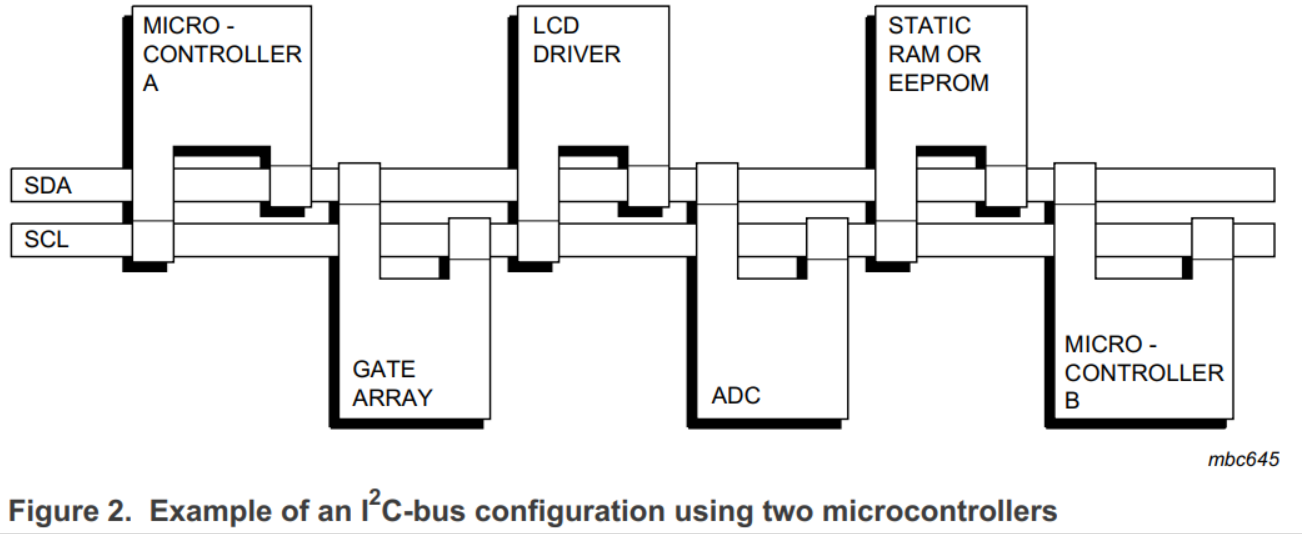 MICRO -
CONTROLLER
A
LCD
DRIVER
STATIC
RAM OR
EEPROM
SDA
SCL
GATE
ARRAY
ADC
MICRO -
CONTROLLER
B
mbc645
Figure 2. Example of an I²C-bus configuration using two microcontrollers